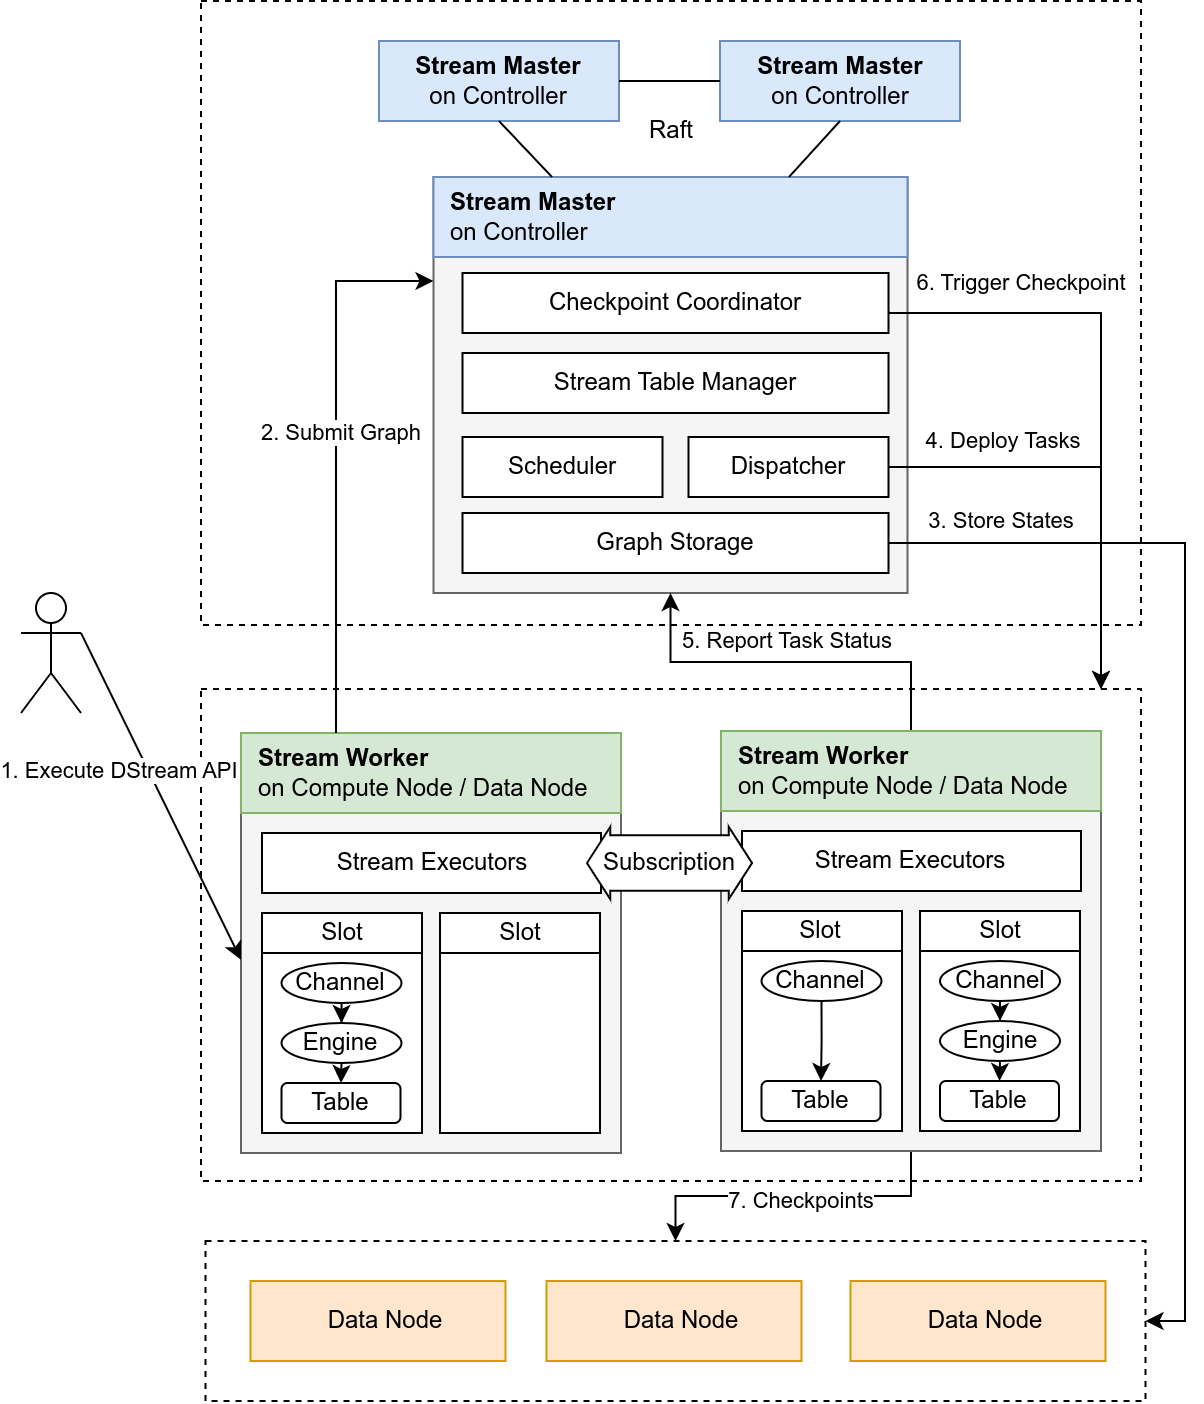 Stream Master
on Controller
Stream Master
on Controller
Raft
Stream Master
on Controller
Checkpoint Coordinator
6. Trigger Checkpoint
Stream Table Manager
2. Submit Graph
4. Deploy Tasks
Scheduler
Dispatcher
3. Store States
Graph Storage
5. Report Task Status
1. Execute DStream API
Stream Worker
on Compute Node / Data Node
Stream Worker
on Compute Node / Data Node
Stream Executors
Subscription
Stream Executors
Slot
Slot
Slot
Slot
Channel
Channel
Channel
Engine
Engine
Table
Table
Table
7. Checkpoints
Data Node
Data Node
Data Node